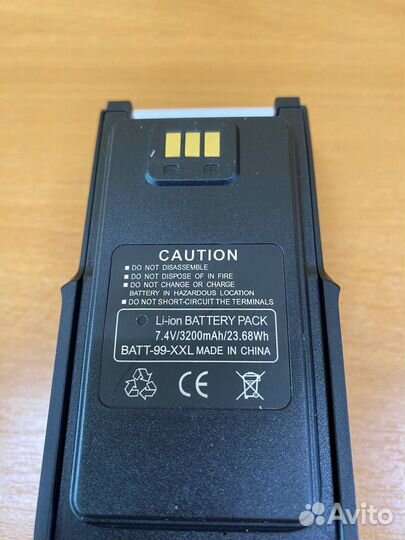 CAUTION
DO NOT DISASSEMBLE
DO NOT DISPOSE OF IN FIRE
DO NOT CHANGE OR CHARGE
BATTERY IN HAZARDOUS LOCATION
DO NOT SHORT-CIRCUIT THE TERMINALS
Li-ion BATTERY PACK
7.4V/3200mAh/23.68Wh
BATT-99-XXL MADE IN CHINA
CE
Avito